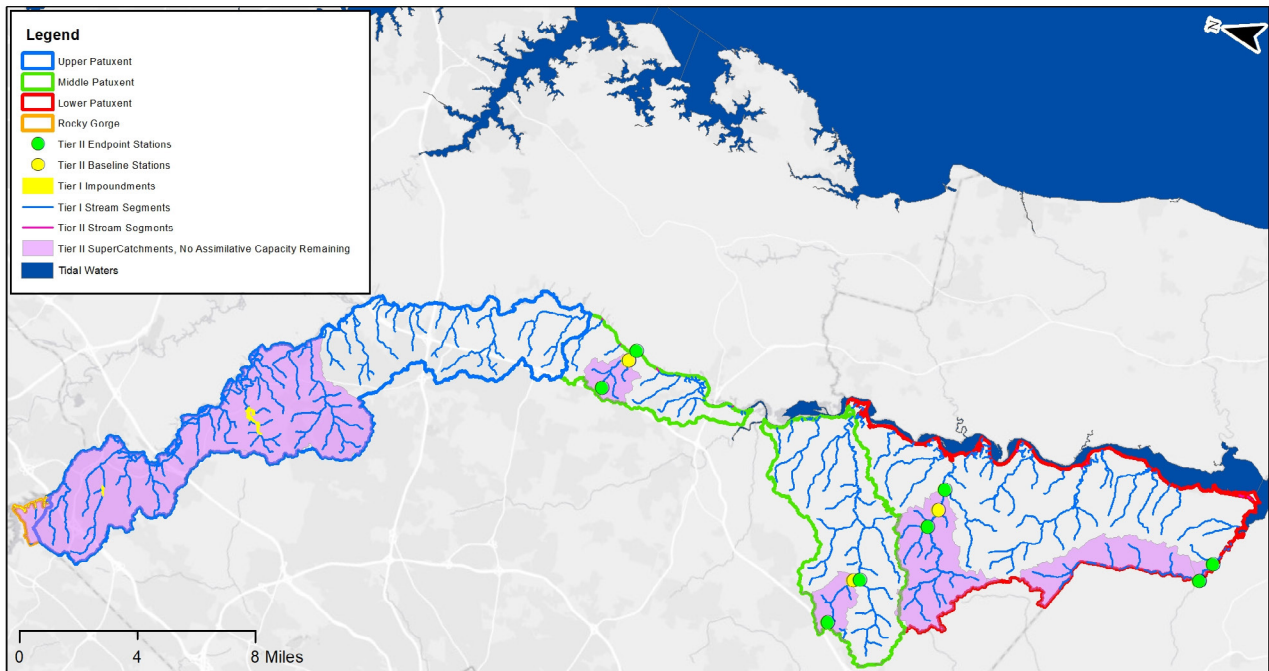 Legend
Upper Patuxent
Middle Patuxent
Lower Patuxent
Rocky Gorge
Tier II Endpoint Stations
Tier II Baseline Stations
Tier I Impoundments
Tier I Stream Segments
Tier II Stream Segments
Tier II SuperCatchments, No Assimilative Capacity Remaining
Tidal Waters
N
0 4 8 Miles